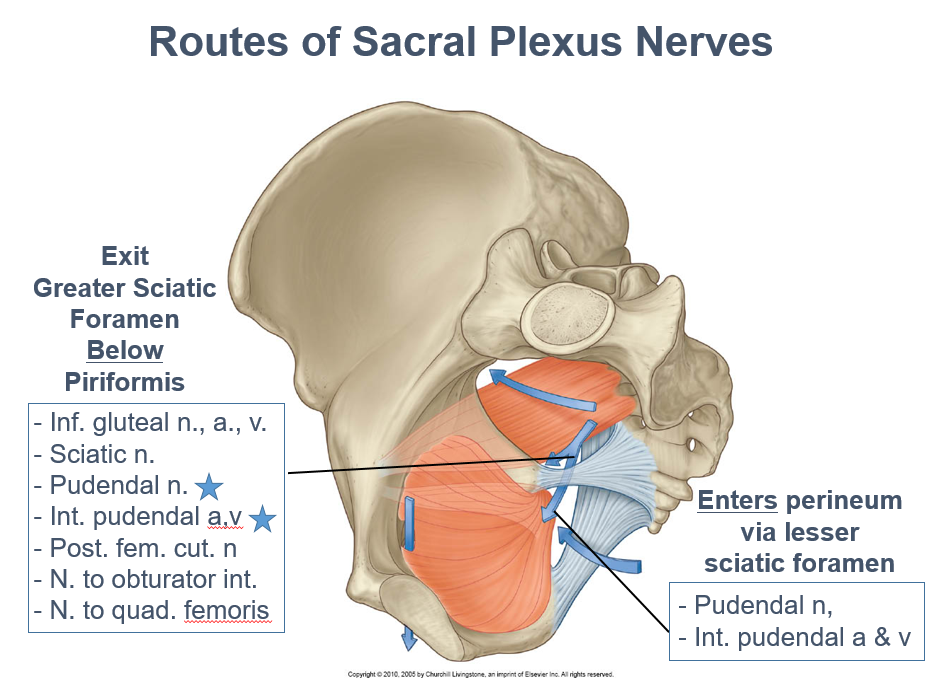 Routes of Sacral Plexus Nerves
Exit
Greater Sciatic
Foramen
Below
Piriformis
- Inf. gluteal n., a., v.
- Sciatic n.
- Pudendal n.
- Int. pudendal a,v
- Post. fem. cut. n
- N. to obturator int.
- N. to quad. femoris
Enters perineum
via lesser
sciatic foramen
- Pudendal n,
- Int. pudendal a & v
Copyright © 2010, 2005 by Churchill Livingstone, an imprint of Elsevier Inc. All rights reserved.